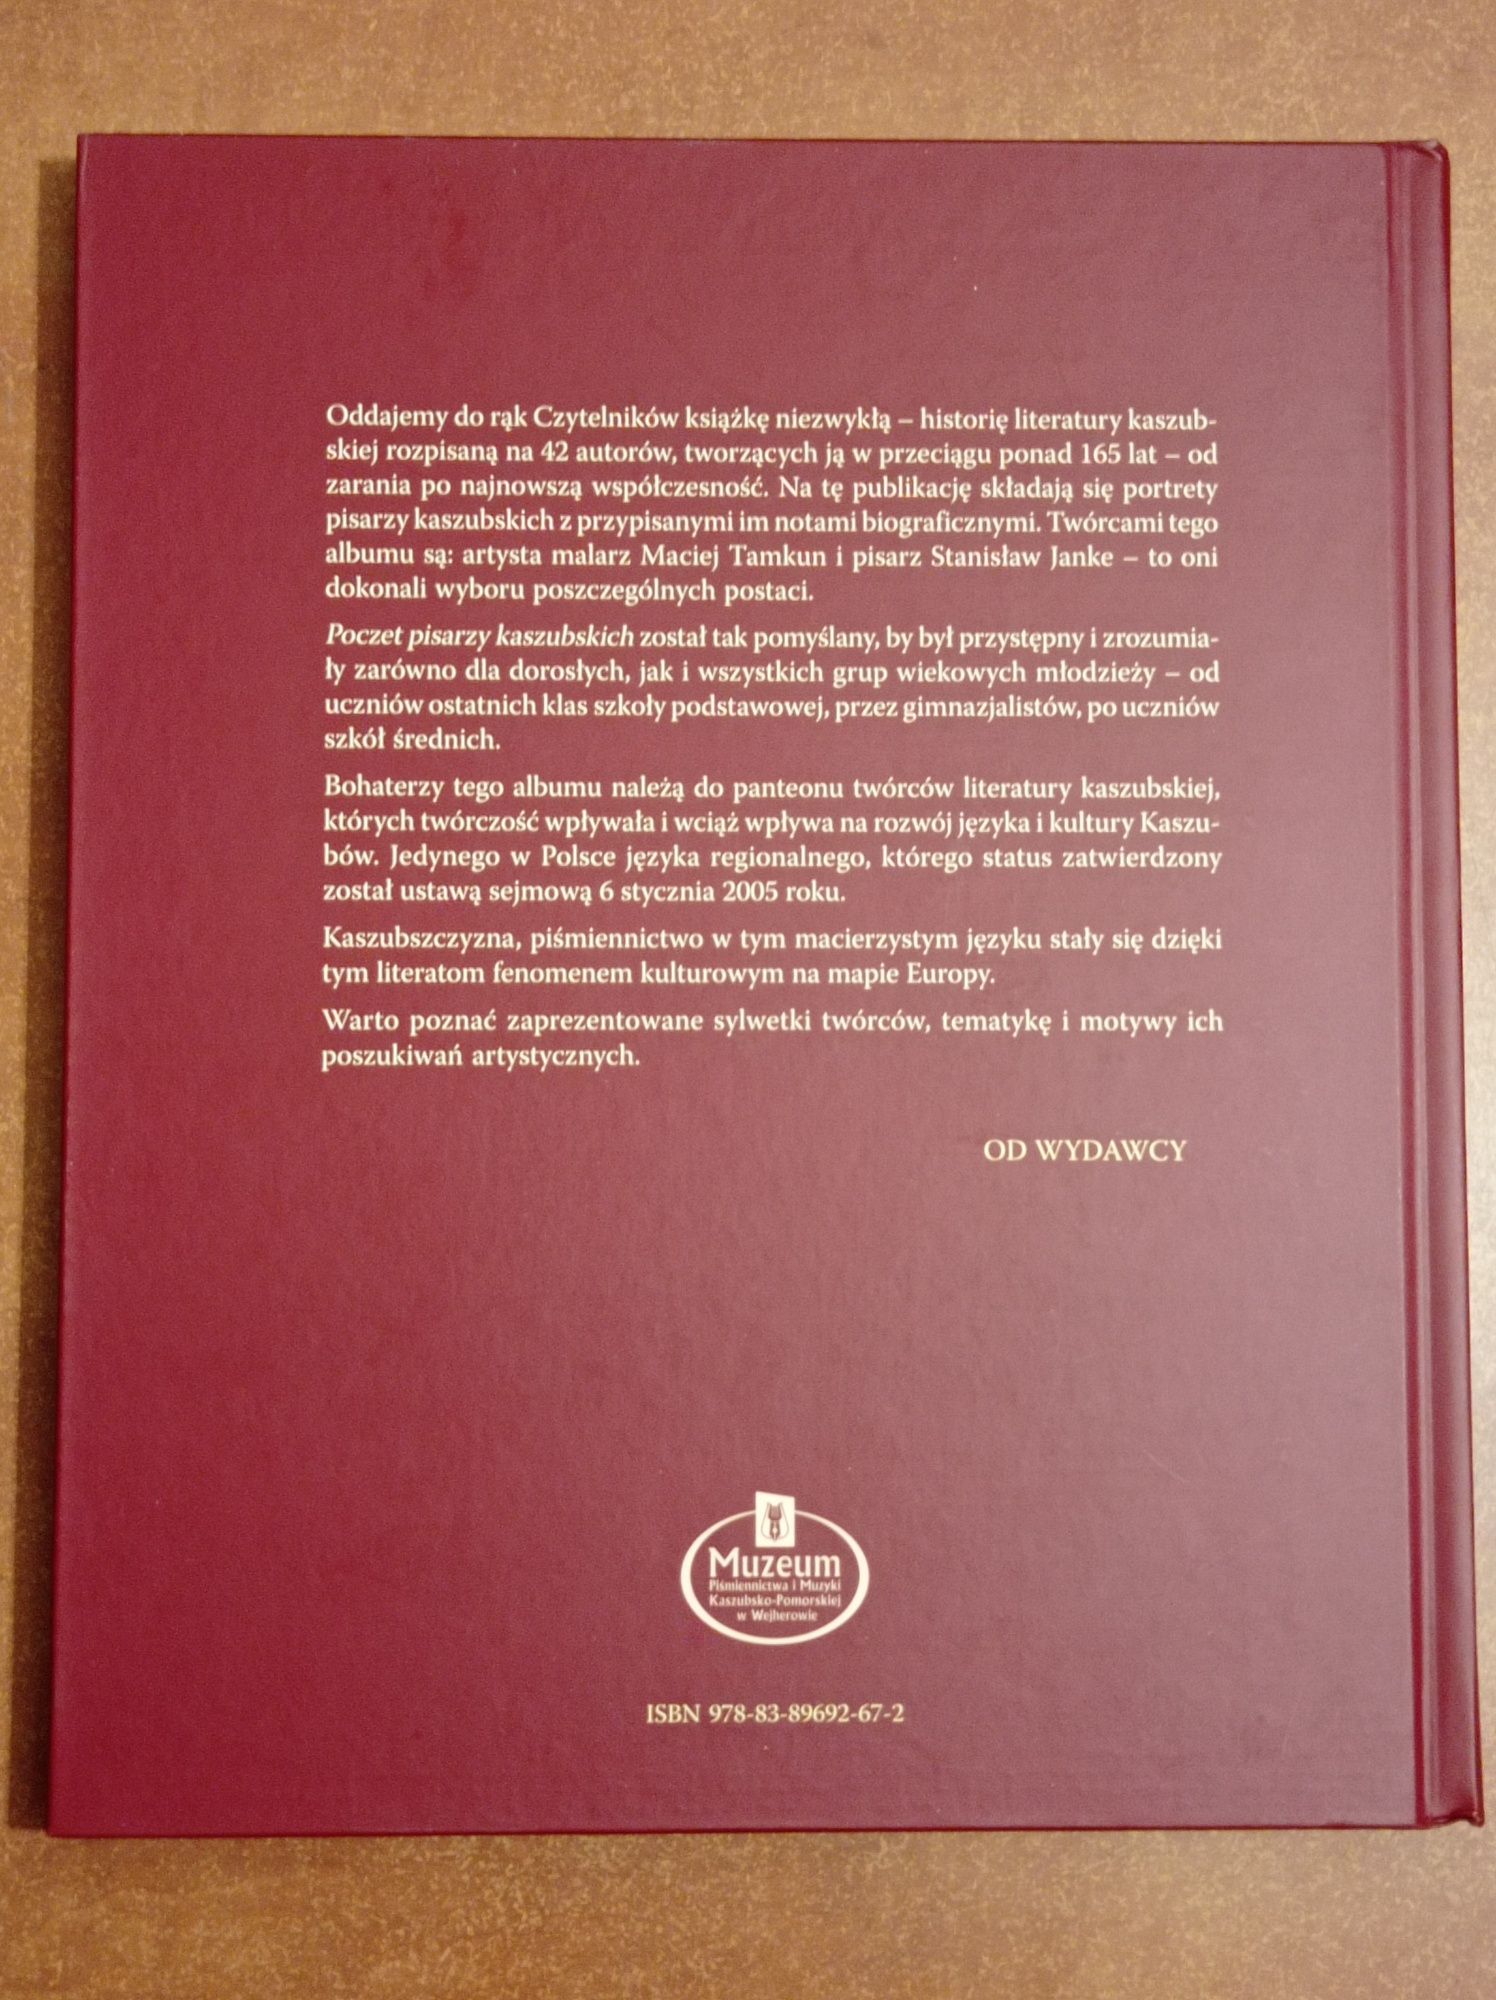 Oddajemy do rąk Czytelników książkę niezwykłą – historię literatury kaszub-
skiej rozpisaną na 42 autorów, tworzących ją w przeciągu ponad 165 lat – od
zarania po najnowszą współczesność. Na tę publikację składają się portrety
pisarzy kaszubskich z przypisanymi im notami biograficznymi. Twórcami tego
albumu są: artysta malarz Maciej Tamkun i pisarz Stanisław Janke – to oni
dokonali wyboru poszczególnych postaci.
Poczet pisarzy kaszubskich został tak pomyślany, by był przystępny i zrozumia-
ły zarówno dla dorosłych, jak i wszystkich grup wiekowych młodzieży – od
uczniów ostatnich klas szkoły podstawowej, przez gimnazjalistów, po uczniów
szkół średnich.
Bohaterzy tego albumu należą do panteonu twórców literatury kaszubskiej,
których twórczość wpływała i wciąż wpływa na rozwój języka i kultury Kaszu-
bów. Jedynego w Polsce języka regionalnego, którego status zatwierdzony
został ustawą sejmową 6 stycznia 2005 roku.
Kaszubszczyzna, piśmiennictwo w tym macierzystym języku stały się dzięki
tym literatom fenomenem kulturowym na mapie Europy.
Warto poznać zaprezentowane sylwetki twórców, tematykę i motywy ich
poszukiwań artystycznych.
OD WYDAWCY
Muzeum
Piśmiennictwa i Muzyki
Kaszubsko-Pomorskiej
w Wejherowie
ISBN 978-83-89692-67-2